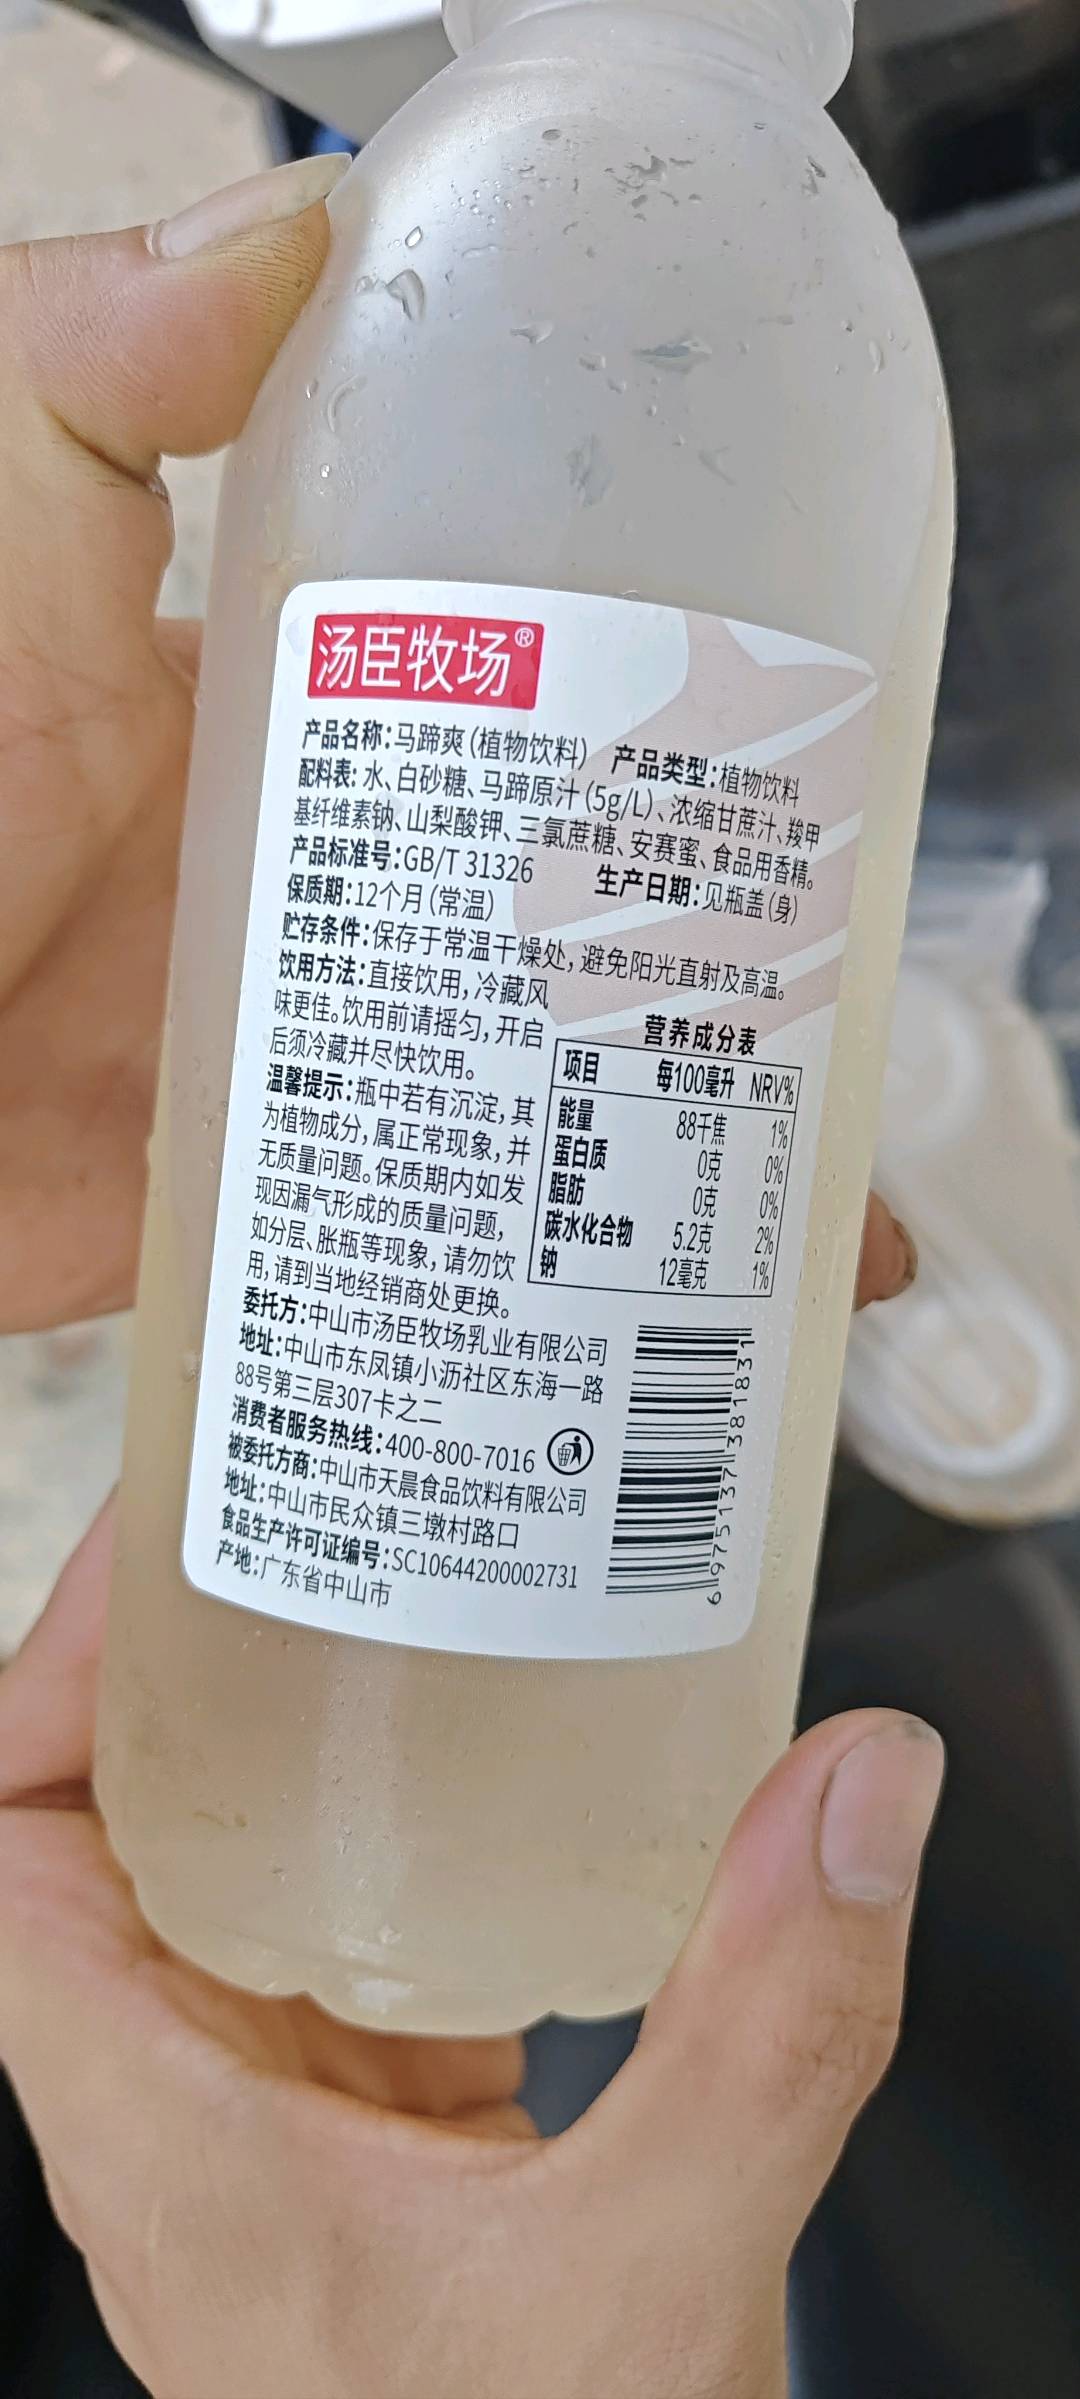 汤臣牧场®
产品名称:马蹄爽(植物饮料) 产品类型:植物饮料
配料表:水、白砂糖、马蹄原汁(5g/L)、浓缩甘蔗汁、羧甲
基纤维素钠、山梨酸钾、三氯蔗糖、安赛蜜、食品用香精。
产品标准号:GB/T 31326 生产日期:见瓶盖(身)
保质期:12个月(常温)
贮存条件:保存于常温干燥处,避免阳光直射及高温。
饮用方法:直接饮用,冷藏风
味更佳。饮用前请摇匀,开启
后须冷藏并尽快饮用。
温馨提示:瓶中若有沉淀,其
为植物成分,属正常现象,并
无质量问题。保质期内如发
现因漏气形成的质量问题,
如分层、胀瓶等现象,请勿饮
用,请到当地经销商处更换。
营养成分表
项目 每100毫升 NRV%
能量 88千焦 1%
蛋白质 0克 0%
脂肪 0克 0%
碳水化合物 5.2克 2%
钠 12毫克 1%
委托方:中山市汤臣牧场乳业有限公司
地址:中山市东凤镇小沥社区东海一路
88号第三层307卡之二
消费者服务热线:400-800-7016
被委托方商:中山市天晨食品饮料有限公司
地址:中山市民众镇三墩村路口
食品生产许可证编号:SC10644200002731
产地:广东省中山市
6975137381831